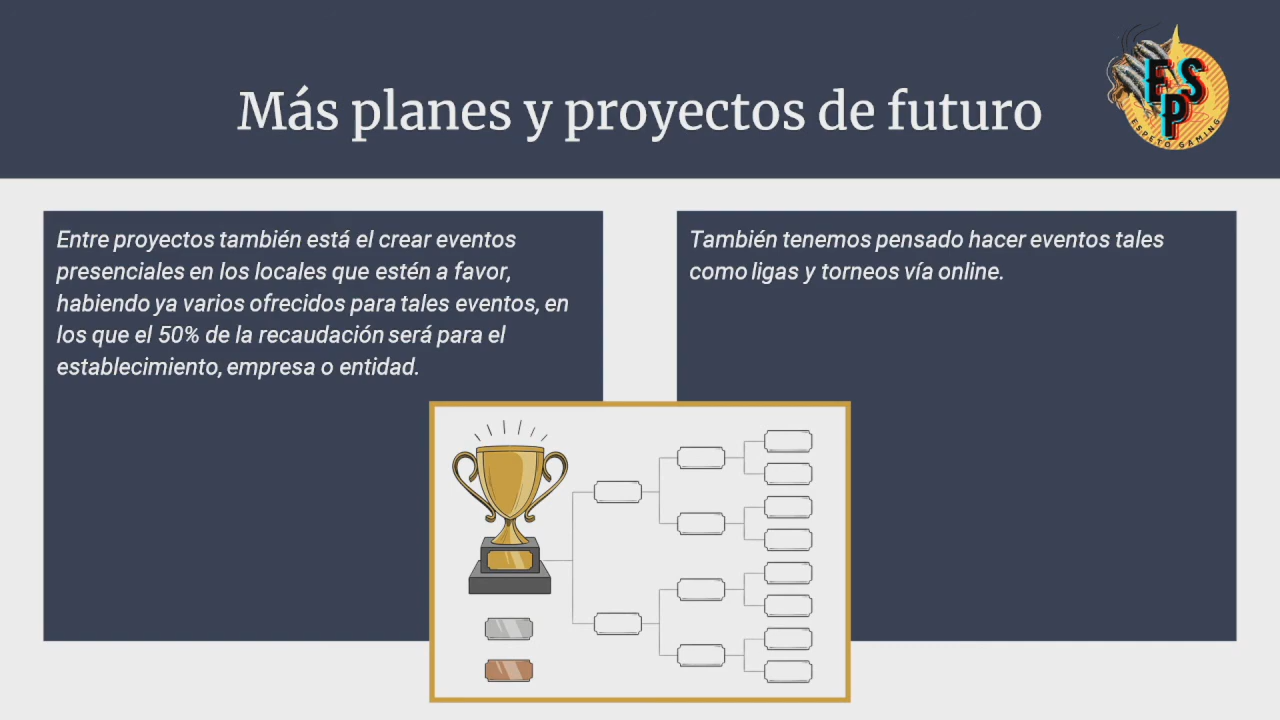 Más planes y proyectos de futuro
ESP
ESPETO GAMING
Entre proyectos también está el crear eventos
presenciales en los locales que estén a favor,
habiendo ya varios ofrecidos para tales eventos, en
los que el 50% de la recaudación será para el
establecimiento, empresa o entidad.
También tenemos pensado hacer eventos tales
como ligas y torneos vía online.